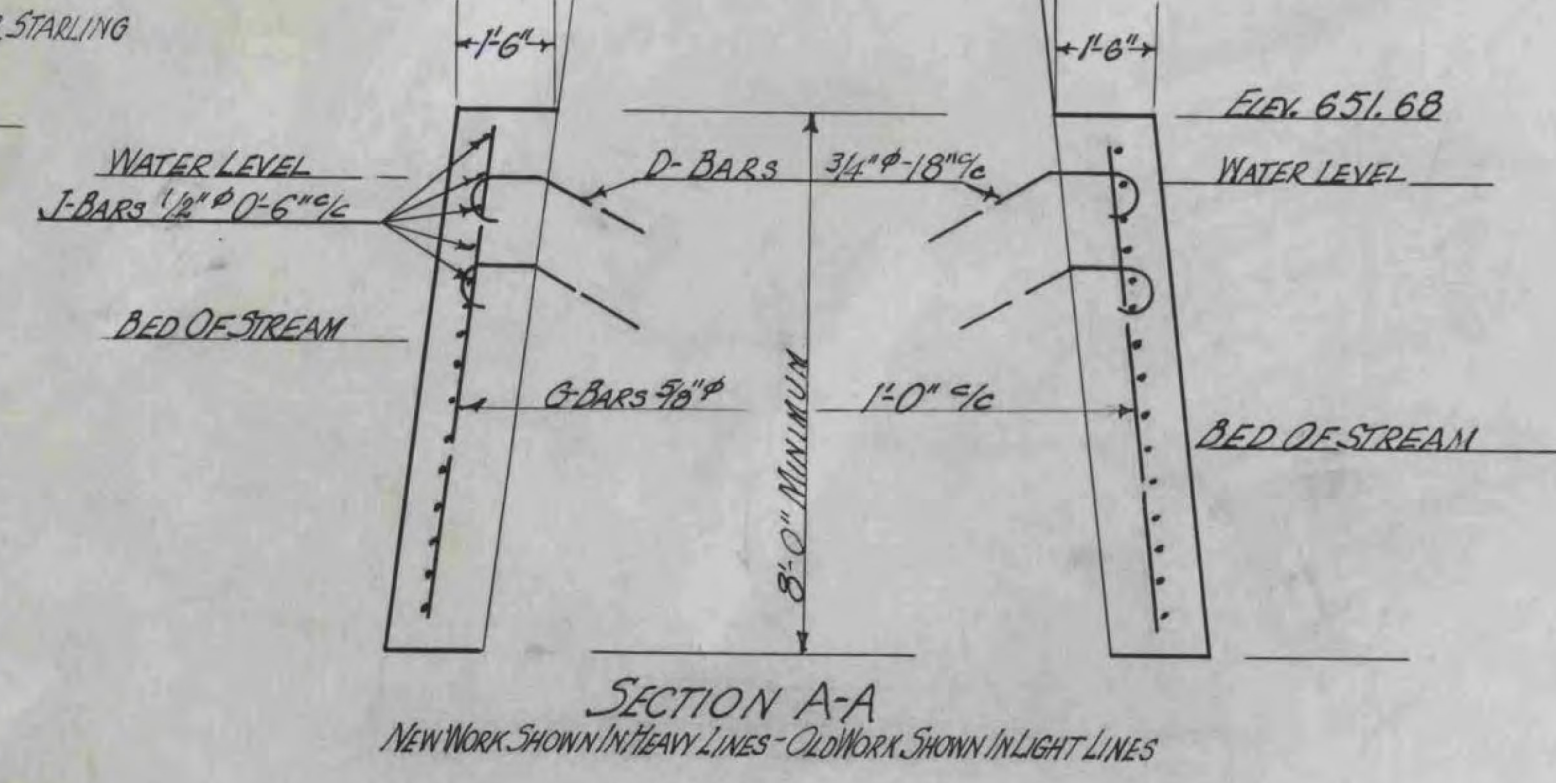 STARLING
1'-6"
1'-6"
ELEV. 651.68
WATER LEVEL
D-BARS 3/4"φ-18" c/c
WATER LEVEL
J-BARS 1/2"φ 0'-6" c/c
BED OF STREAM
G-BARS 5/8"φ 1'-0" c/c
8'-0" MINIMUM
BED OF STREAM
SECTION A-A
NEW WORK SHOWN IN HEAVY LINES - OLD WORK SHOWN IN LIGHT LINES